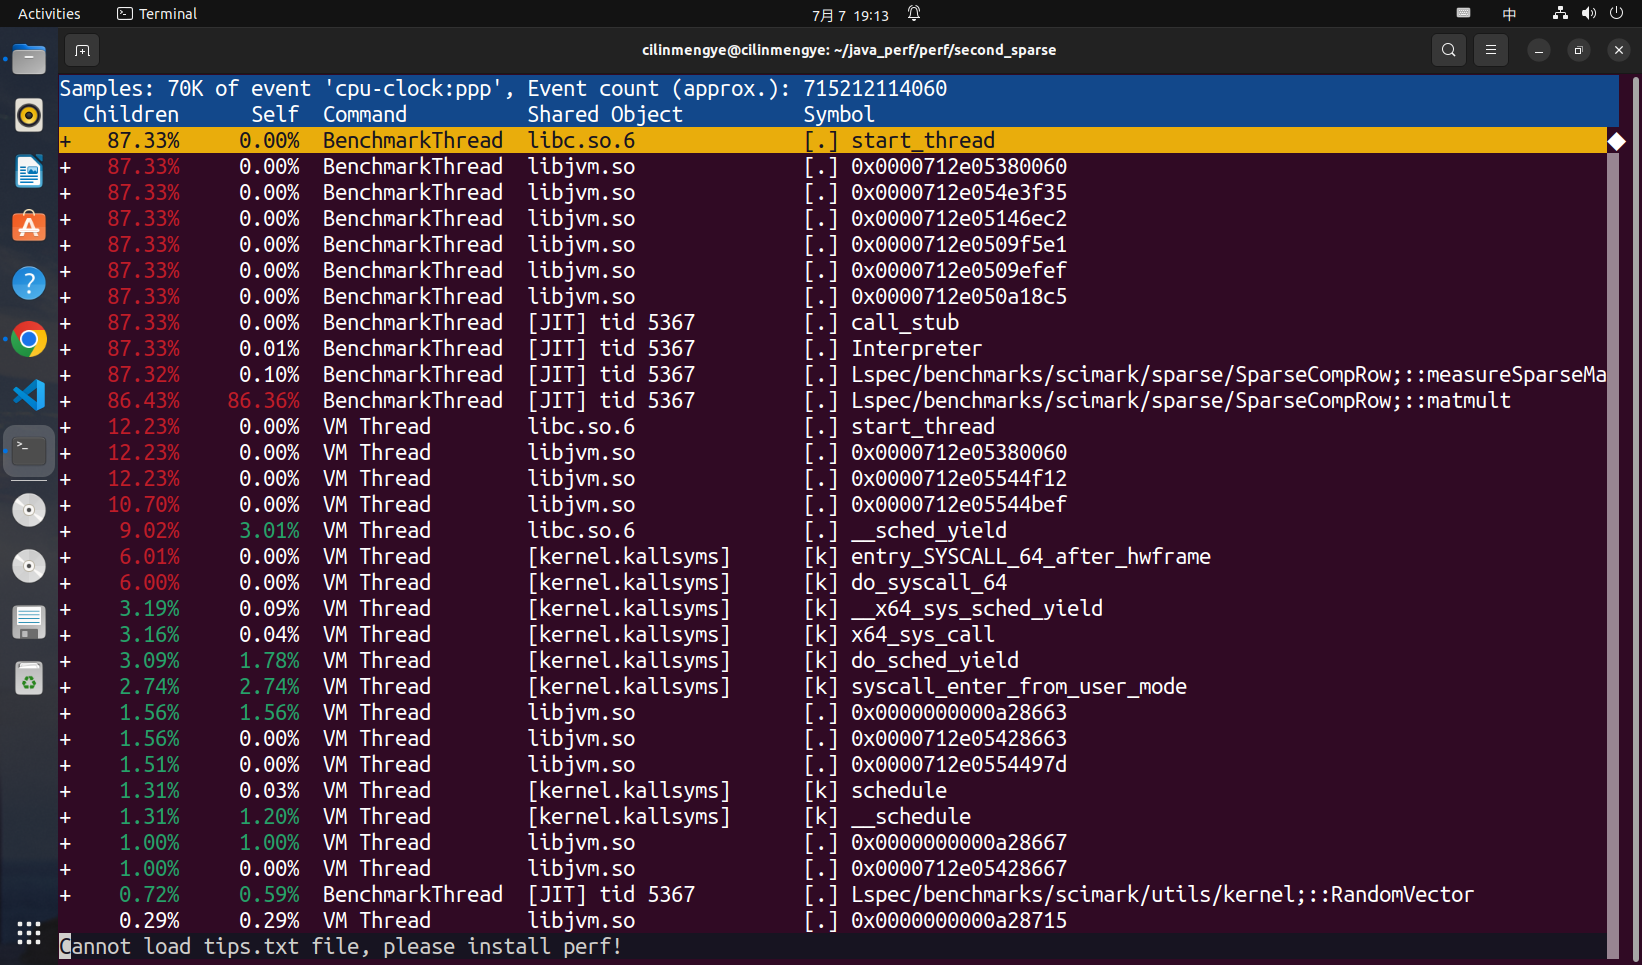 Activities Terminal 7月 7 19:13 中
cilinmengye@cilinmengye: ~/java_perf/perf/second_sparse
Samples: 70K of event 'cpu-clock:ppp', Event count (approx.): 715212114060
Children Self Command Shared Object Symbol
+ 87.33% 0.00% BenchmarkThread libc.so.6 [.] start_thread
+ 87.33% 0.00% BenchmarkThread libjvm.so [.] 0x0000712e05380060
+ 87.33% 0.00% BenchmarkThread libjvm.so [.] 0x0000712e054e3f35
+ 87.33% 0.00% BenchmarkThread libjvm.so [.] 0x0000712e05146ec2
+ 87.33% 0.00% BenchmarkThread libjvm.so [.] 0x0000712e0509f5e1
+ 87.33% 0.00% BenchmarkThread libjvm.so [.] 0x0000712e0509efef
+ 87.33% 0.00% BenchmarkThread libjvm.so [.] 0x0000712e050a18c5
+ 87.33% 0.00% BenchmarkThread [JIT] tid 5367 [.] call_stub
+ 87.33% 0.01% BenchmarkThread [JIT] tid 5367 [.] Interpreter
+ 87.32% 0.10% BenchmarkThread [JIT] tid 5367 [.] Lspec/benchmarks/scimark/sparse/SparseCompRow;::measureSparseMa
+ 86.43% 86.36% BenchmarkThread [JIT] tid 5367 [.] Lspec/benchmarks/scimark/sparse/SparseCompRow;::matmult
+ 12.23% 0.00% VM Thread libc.so.6 [.] start_thread
+ 12.23% 0.00% VM Thread libjvm.so [.] 0x0000712e05380060
+ 12.23% 0.00% VM Thread libjvm.so [.] 0x0000712e05544f12
+ 10.70% 0.00% VM Thread libjvm.so [.] 0x0000712e05544bef
+ 9.02% 3.01% VM Thread libc.so.6 [.] __sched_yield
+ 6.01% 0.00% VM Thread [kernel.kallsyms] [k] entry_SYSCALL_64_after_hwframe
+ 6.00% 0.00% VM Thread [kernel.kallsyms] [k] do_syscall_64
+ 3.19% 0.09% VM Thread [kernel.kallsyms] [k] __x64_sys_sched_yield
+ 3.16% 0.04% VM Thread [kernel.kallsyms] [k] x64_sys_call
+ 3.09% 1.78% VM Thread [kernel.kallsyms] [k] do_sched_yield
+ 2.74% 2.74% VM Thread [kernel.kallsyms] [k] syscall_enter_from_user_mode
+ 1.56% 1.56% VM Thread libjvm.so [.] 0x0000000000a28663
+ 1.56% 0.00% VM Thread libjvm.so [.] 0x0000712e05428663
+ 1.51% 0.00% VM Thread libjvm.so [.] 0x0000712e0554497d
+ 1.31% 0.03% VM Thread [kernel.kallsyms] [k] schedule
+ 1.31% 1.20% VM Thread [kernel.kallsyms] [k] __schedule
+ 1.00% 1.00% VM Thread libjvm.so [.] 0x0000000000a28667
+ 1.00% 0.00% VM Thread libjvm.so [.] 0x0000712e05428667
+ 0.72% 0.59% BenchmarkThread [JIT] tid 5367 [.] Lspec/benchmarks/scimark/utils/kernel;::RandomVector
0.29% 0.29% VM Thread libjvm.so [.] 0x0000000000a28715
Cannot load tips.txt file, please install perf!